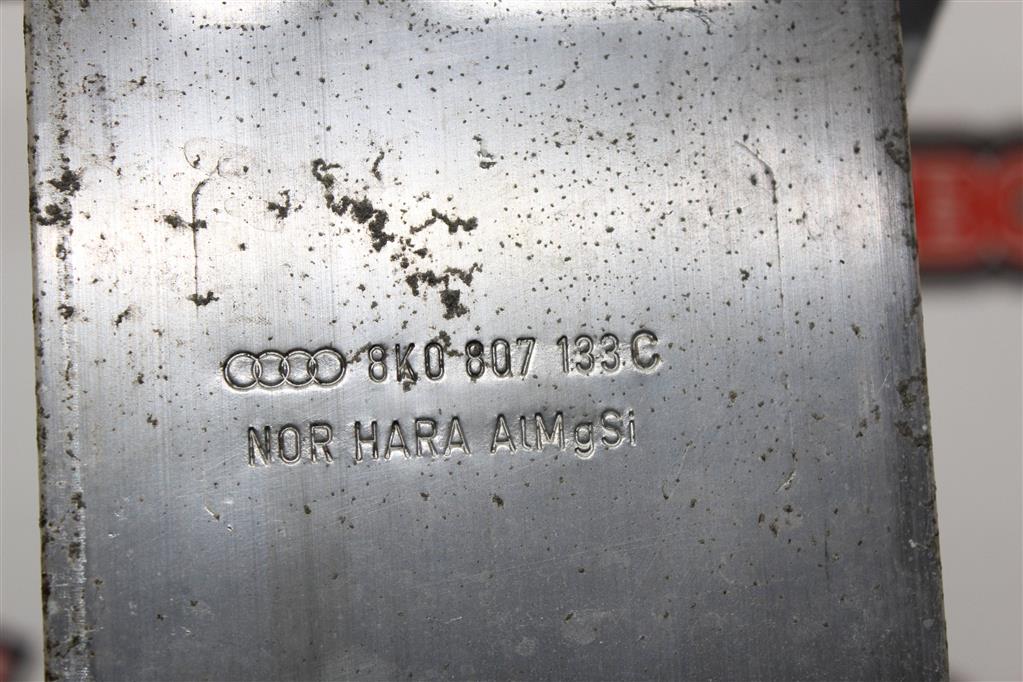 8K0 807 133 C
NOR HARA AlMgSi